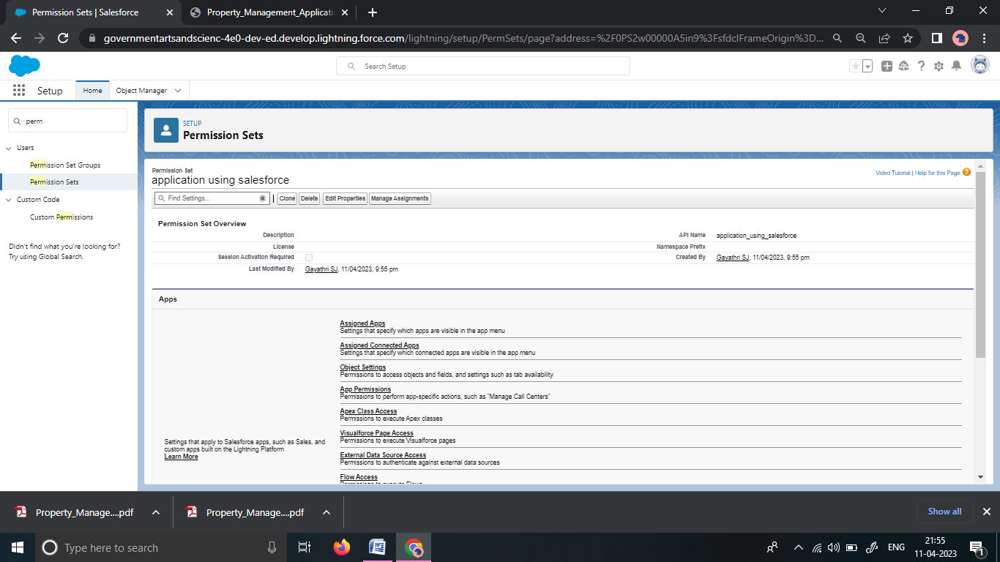 Permission Sets | Salesforce
Property_Management_Applicati
governmentartsandscienc-4e0-dev-ed.develop.lightning.force.com/lightning/setup/PermSets/page?address=%2F0PS2w00000A5in9%3FsfdcIFrameOrigin%3D...
Search Setup
Setup
Home
Object Manager
perm
Users
Permission Set Groups
Permission Sets
Custom Code
Custom Permissions
Didn't find what you're looking for?
Try using Global Search.
SETUP
Permission Sets
Permission Set
application using salesforce
Video Tutorial | Help for this Page
Find Settings...
Clone Delete Edit Properties Manage Assignments
Permission Set Overview
Description
API Name application_using_salesforce
License
Namespace Prefix
Session Activation Required
Created By Gayathri SJ, 11/04/2023, 9:55 pm
Last Modified By Gayathri SJ, 11/04/2023, 9:55 pm
Apps
Settings that apply to Salesforce apps, such as Sales, and
custom apps built on the Lightning Platform
Learn More
Assigned Apps
Settings that specify which apps are visible in the app menu
Assigned Connected Apps
Settings that specify which connected apps are visible in the app menu
Object Settings
Permissions to access objects and fields, and settings such as tab availability
App Permissions
Permissions to perform app-specific actions, such as "Manage Call Centers"
Apex Class Access
Permissions to execute Apex classes
Visualforce Page Access
Permissions to execute Visualforce pages
External Data Source Access
Permissions to authenticate against external data sources
Flow Access
Permissions to execute Flows
Property_Manage....pdf
Property_Manage....pdf
Show all
Type here to search
ENG
21:55
11-04-2023
1